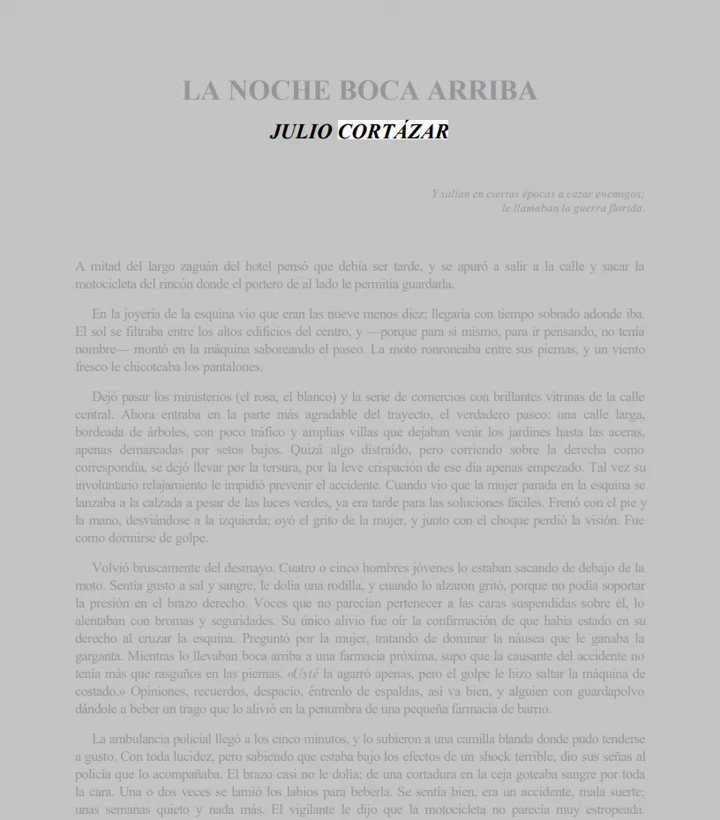 LA NOCHE BOCA ARRIBA
JULIO CORTÁZAR
Y salían en ciertas épocas a cazar enemigos;
le llamaban la guerra florida.
A mitad del largo zaguán del hotel pensó que debía ser tarde, y se apuró a salir a la calle y sacar la
motocicleta del rincón donde el portero de al lado le permitía guardarla.
En la joyería de la esquina vio que eran las nueve menos diez; llegaría con tiempo sobrado adonde iba.
El sol se filtraba entre los altos edificios del centro, y —porque para sí mismo, para ir pensando, no tenía
nombre— montó en la máquina saboreando el paseo. La moto ronroneaba entre sus piernas, y un viento
fresco le chicoteaba los pantalones.
Dejó pasar los ministerios (el rosa, el blanco) y la serie de comercios con brillantes vitrinas de la calle
central. Ahora entraba en la parte más agradable del trayecto, el verdadero paseo: una calle larga,
bordeada de árboles, con poco tráfico y amplias villas que dejaban venir los jardines hasta las aceras,
apenas demarcadas por setos bajos. Quizá algo distraído, pero corriendo sobre la derecha como
correspondía, se dejó llevar por la tersura, por la leve crispación de ese día apenas empezado. Tal vez su
involuntario relajamiento le impidió prevenir el accidente. Cuando vio que la mujer parada en la esquina se
lanzaba a la calzada a pesar de las luces verdes, ya era tarde para las soluciones fáciles. Frenó con el pie y
la mano, desviándose a la izquierda; oyó el grito de la mujer, y junto con el choque perdió la visión. Fue
como dormirse de golpe.
Volvió bruscamente del desmayo. Cuatro o cinco hombres jóvenes lo estaban sacando de debajo de la
moto. Sentía gusto a sal y sangre, le dolía una rodilla, y cuando lo alzaron gritó, porque no podía soportar
la presión en el brazo derecho. Voces que no parecían pertenecer a las caras suspendidas sobre él, lo
alentaban con bromas y seguridades. Su único alivio fue oír la confirmación de que había estado en su
derecho al cruzar la esquina. Preguntó por la mujer, tratando de dominar la náusea que le ganaba la
garganta. Mientras lo llevaban boca arriba a una farmacia próxima, supo que la causante del accidente no
tenía más que rasguños en las piernas. «Usté la agarró apenas, pero el golpe le hizo saltar la máquina de
costado.» Opiniones, recuerdos, despacio, éntrenlo de espaldas, así va bien, y alguien con guardapolvo
dándole a beber un trago que lo alivió en la penumbra de una pequeña farmacia de barrio.
La ambulancia policial llegó a los cinco minutos, y lo subieron a una camilla blanda donde pudo tenderse
a gusto. Con toda lucidez, pero sabiendo que estaba bajo los efectos de un shock terrible, dio sus señas al
policía que lo acompañaba. El brazo casi no le dolía; de una cortadura en la ceja goteaba sangre por toda
la cara. Una o dos veces se lamió los labios para beberla. Se sentía bien, era un accidente, mala suerte;
unas semanas quieto y nada más. El vigilante le dijo que la motocicleta no parecía muy estropeada.